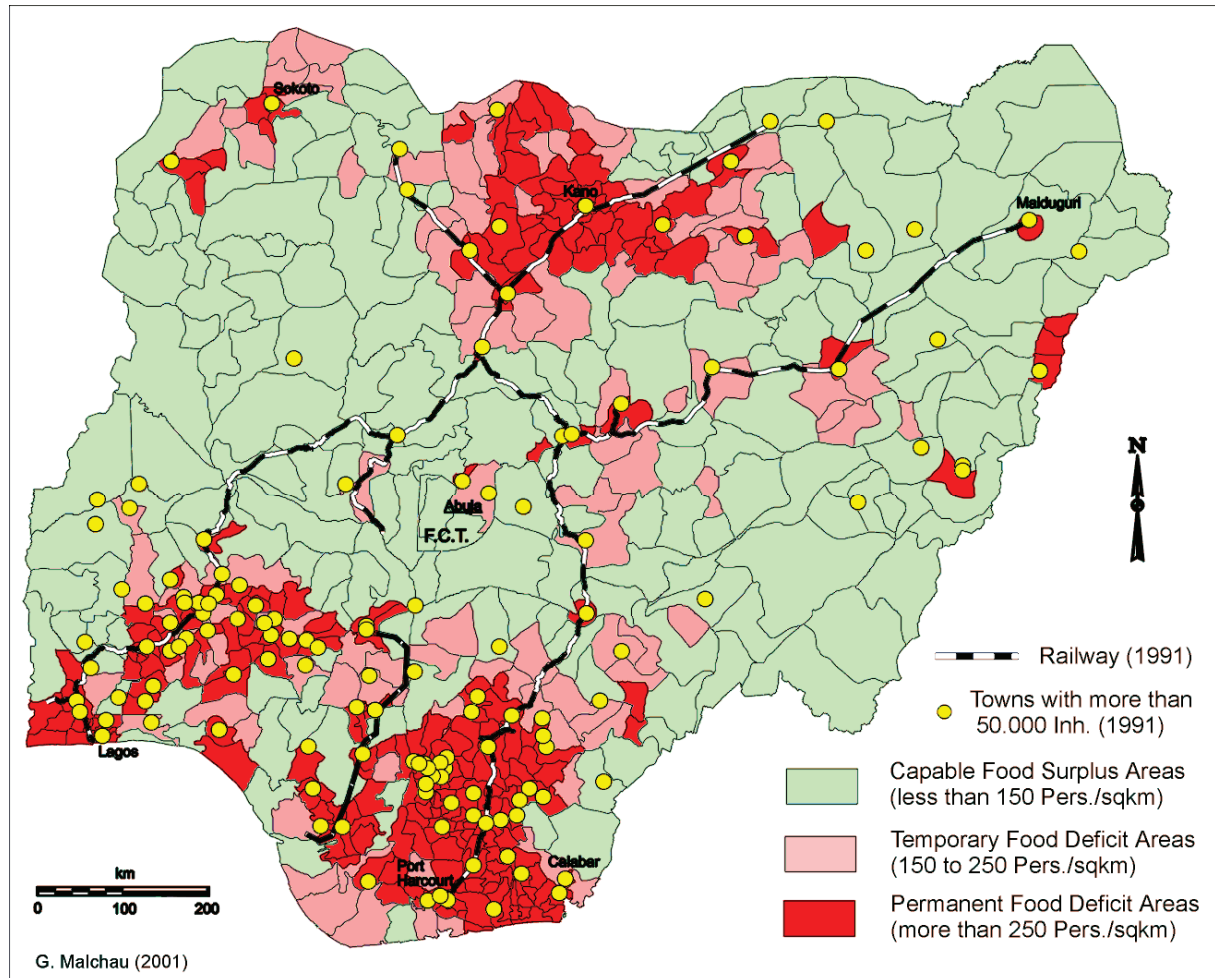 Sokoto
Kano
Maiduguri
Abuja
F.C.T.
N
Railway (1991)
Towns with more than
50.000 Inh. (1991)
Lagos
Capable Food Surplus Areas
(less than 150 Pers./sqkm)
Temporary Food Deficit Areas
(150 to 250 Pers./sqkm)
Port
Harcourt
Calabar
km
0 100 200
Permanent Food Deficit Areas
(more than 250 Pers./sqkm)
G. Malchau (2001)